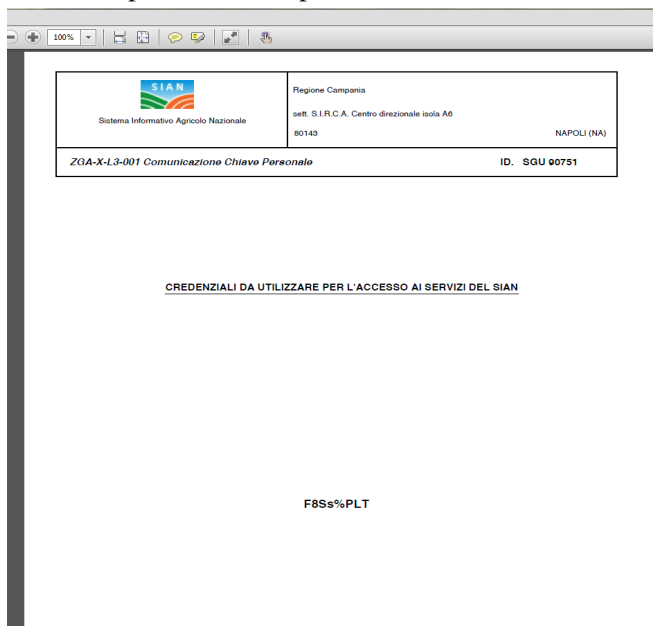 100%
SIAN
Sistema Informativo Agricolo Nazionale
Regione Campania
sett. S.I.R.C.A. Centro direzionale isola A6
80143 NAPOLI (NA)
ZGA-X-L3-001 Comunicazione Chiave Personale ID. SGU 90751
CREDENZIALI DA UTILIZZARE PER L'ACCESSO AI SERVIZI DEL SIAN
F8Ss%PLT